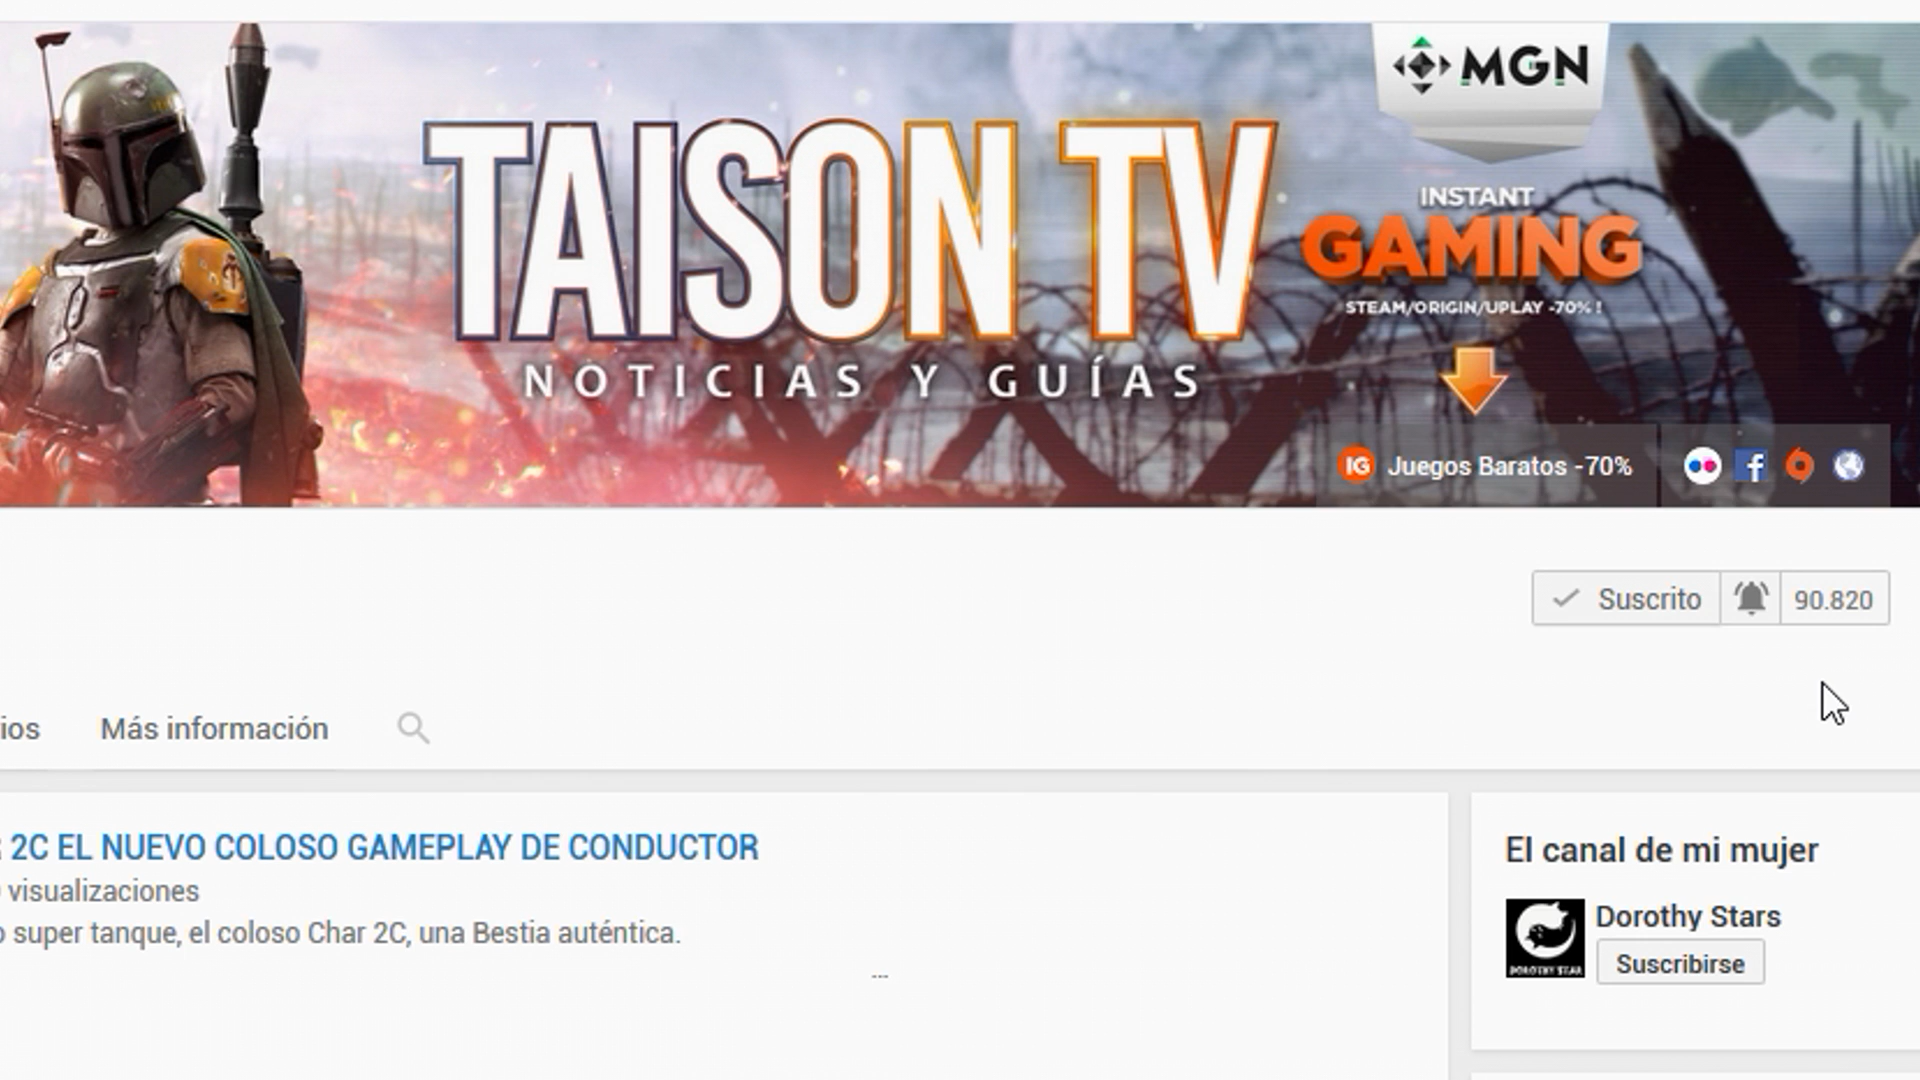 MGN
TAISON TV
NOTICIAS Y GUÍAS
INSTANT
GAMING
STEAM/ORIGIN/UPLAY -70% !
IG Juegos Baratos -70%
Suscrito
90.820
ios
Más información
2C EL NUEVO COLOSO GAMEPLAY DE CONDUCTOR
visualizaciones
o super tanque, el coloso Char 2C, una Bestia auténtica.
...
El canal de mi mujer
DOROTHY STAR
Dorothy Stars
Suscribirse